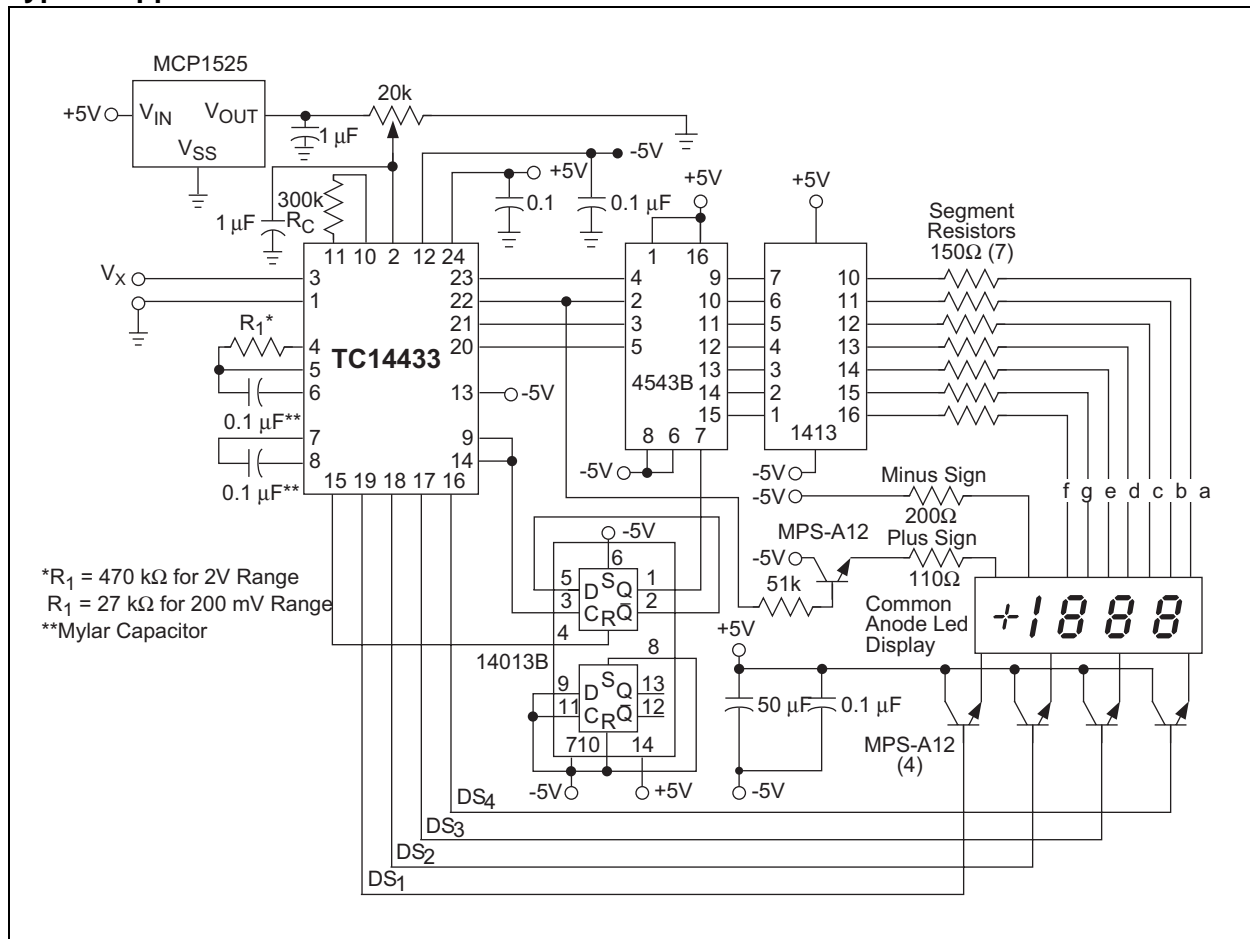 MCP1525
+5V
VIN
VOUT
VSS
1 μF
20k
-5V
+5V
0.1
0.1 μF
300k
RC
1 μF
11 10 2 12 24
VX
3
1
R1*
4
5
6
0.1 μF**
7
8
0.1 μF**
TC14433
23
22
21
20
13
-5V
9
14
15 19 18 17 16
+5V
1 16
4
2
3
5
9
10
11
12
13
14
15
4543B
8 6 7
-5V
+5V
7
6
5
4
3
2
1
10
11
12
13
14
15
16
1413
-5V
Segment
Resistors
150Ω (7)
f g e d c b a
Minus Sign
-5V
200Ω
MPS-A12
Plus Sign
-5V
110Ω
51k
Common
Anode Led
Display
+1888
*R1 = 470 kΩ for 2V Range
R1 = 27 kΩ for 200 mV Range
**Mylar Capacitor
-5V
6
5 D S Q 1
3 C R Q 2
4
14013B
8
9 D S Q 13
11 C R Q 12
7 10 14
-5V
+5V
+5V
50 μF
0.1 μF
-5V
MPS-A12
(4)
DS4
DS3
DS2
DS1